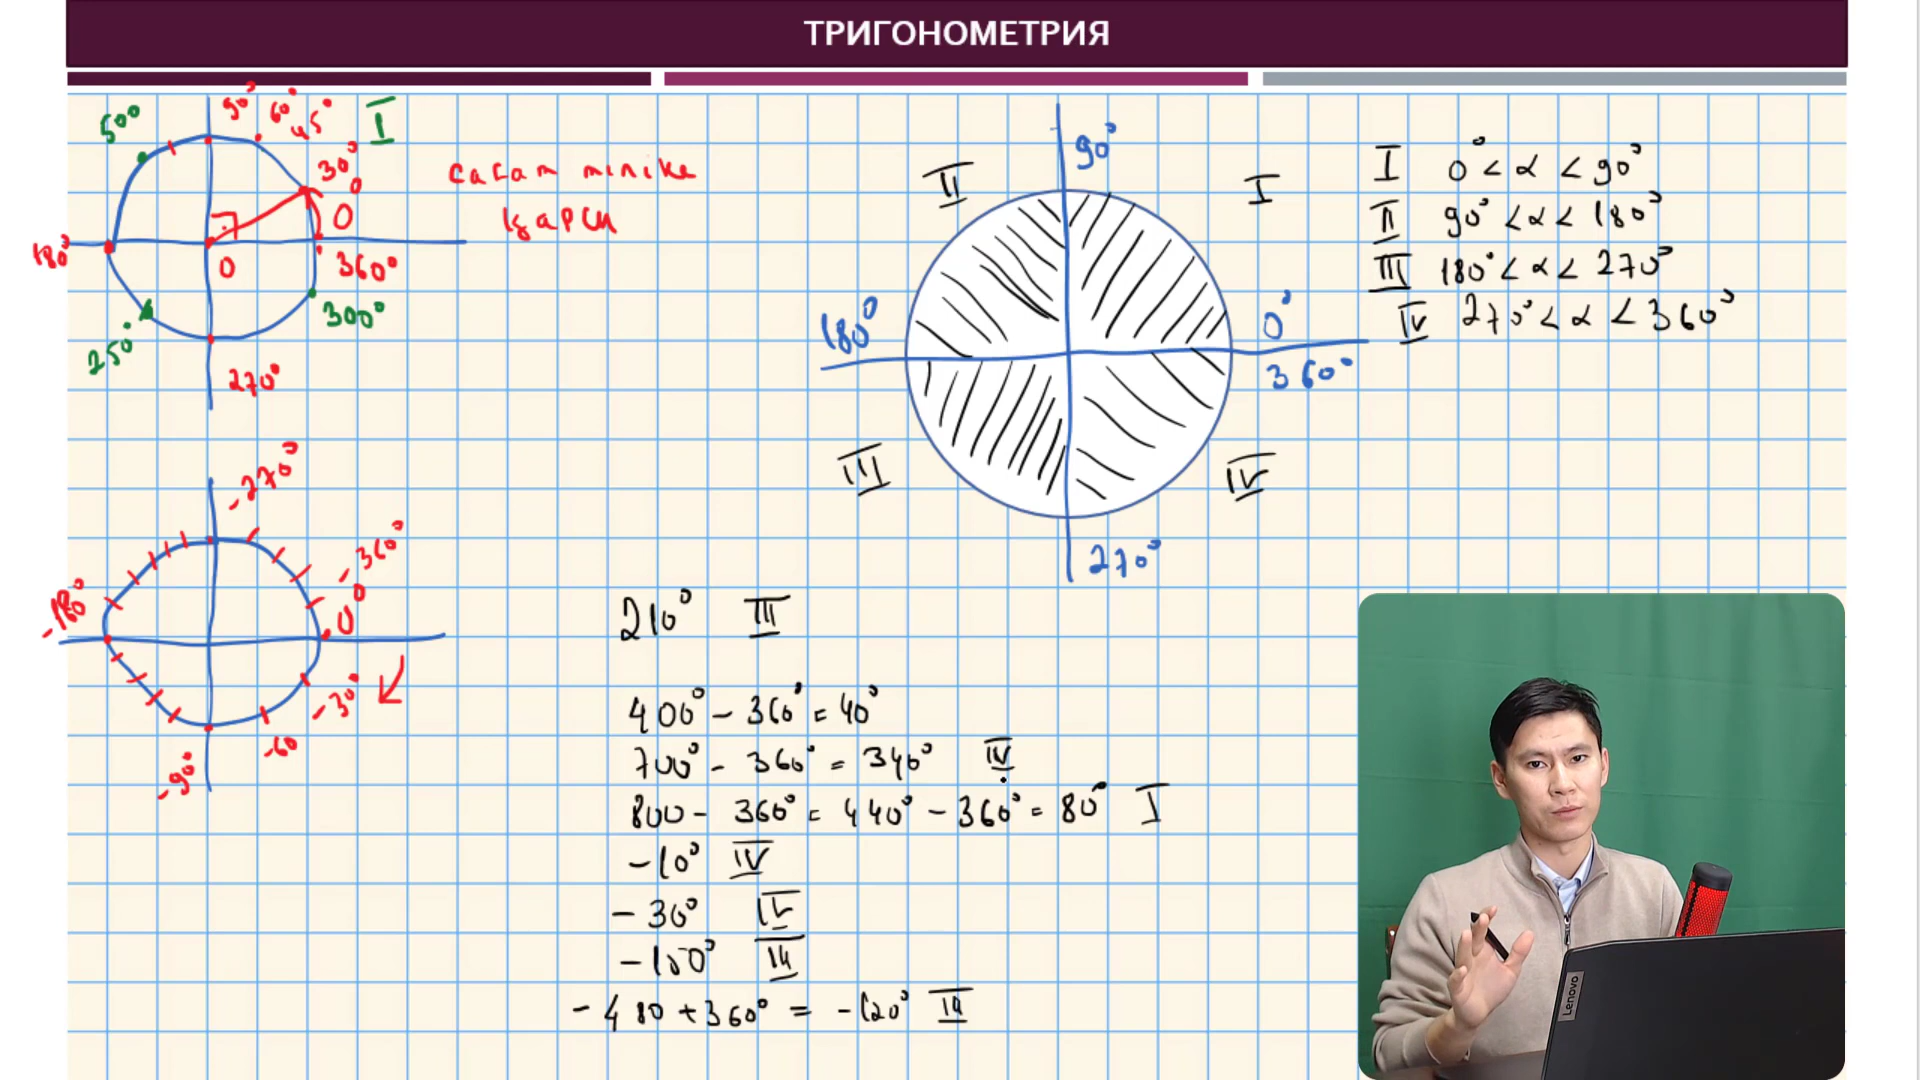 ТРИГОНОМЕТРИЯ
90° 60° 45° I
500
30°
0°
0
сағат тіліне
қарсы
180°
0
360°
300°
250°
270°
-270°
-360°
-180°
0°
-30°
-60
-90°
90°
II
I
180°
0°
360°
III
IV
270°
I 0° < α < 90°
II 90° < α < 180°
III 180° < α < 270°
IV 270° < α < 360°
210° III
400° - 360° = 40°
700° - 360° = 340° IV
800 - 360° = 440° - 360° = 80° I
-10° IV
-30° IV
-100° III
-480 + 360° = -120° III
Lenovo